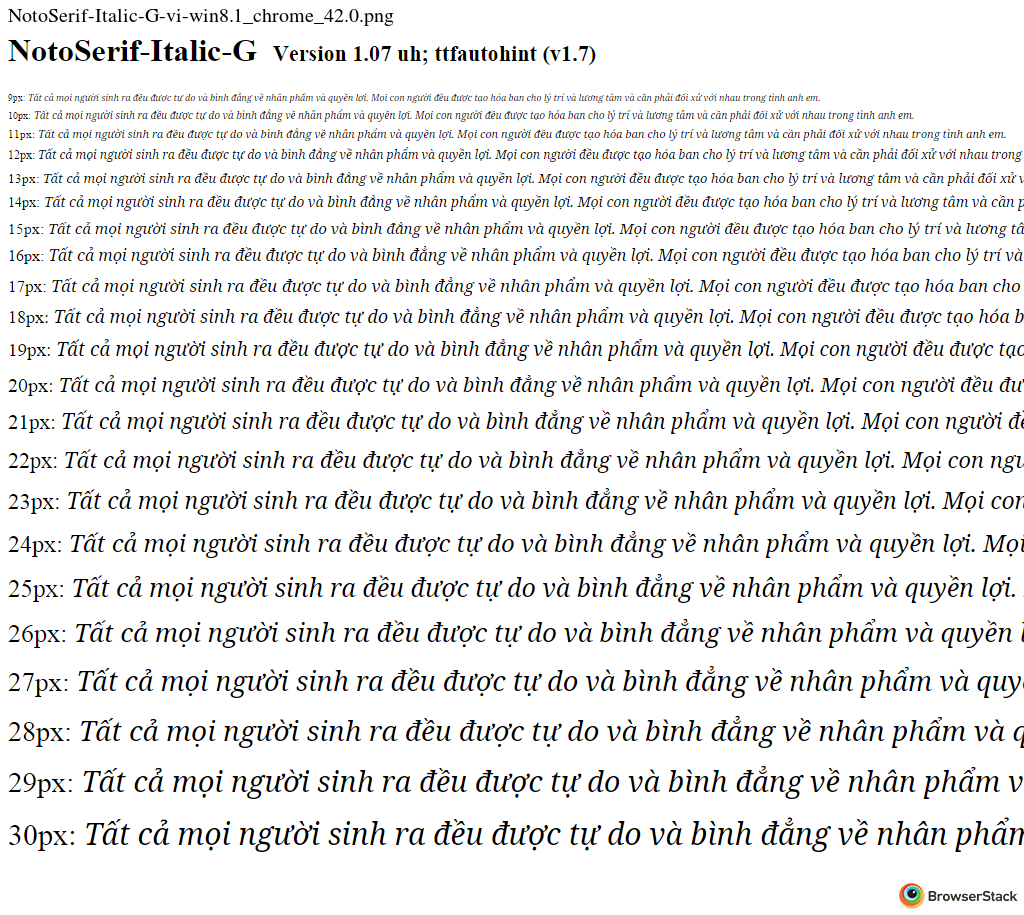 NotoSerif-Italic-G-vi-win8.1_chrome_42.0.png
NotoSerif-Italic-G Version 1.07 uh; ttfautohint (v1.7)
9px: Tất cả mọi người sinh ra đều được tự do và bình đẳng về nhân phẩm và quyền lợi. Mọi con người đều được tạo hóa ban cho lý trí và lương tâm và cần phải đối xử với nhau trong tình anh em.
10px: Tất cả mọi người sinh ra đều được tự do và bình đẳng về nhân phẩm và quyền lợi. Mọi con người đều được tạo hóa ban cho lý trí và lương tâm và cần phải đối xử với nhau trong tình anh em.
11px: Tất cả mọi người sinh ra đều được tự do và bình đẳng về nhân phẩm và quyền lợi. Mọi con người đều được tạo hóa ban cho lý trí và lương tâm và cần phải đối xử với nhau trong tình anh em.
12px: Tất cả mọi người sinh ra đều được tự do và bình đẳng về nhân phẩm và quyền lợi. Mọi con người đều được tạo hóa ban cho lý trí và lương tâm và cần phải đối xử với nhau trong
13px: Tất cả mọi người sinh ra đều được tự do và bình đẳng về nhân phẩm và quyền lợi. Mọi con người đều được tạo hóa ban cho lý trí và lương tâm và cần phải đối xử v
14px: Tất cả mọi người sinh ra đều được tự do và bình đẳng về nhân phẩm và quyền lợi. Mọi con người đều được tạo hóa ban cho lý trí và lương tâm và cần p
15px: Tất cả mọi người sinh ra đều được tự do và bình đẳng về nhân phẩm và quyền lợi. Mọi con người đều được tạo hóa ban cho lý trí và lương tâ
16px: Tất cả mọi người sinh ra đều được tự do và bình đẳng về nhân phẩm và quyền lợi. Mọi con người đều được tạo hóa ban cho lý trí và
17px: Tất cả mọi người sinh ra đều được tự do và bình đẳng về nhân phẩm và quyền lợi. Mọi con người đều được tạo hóa ban cho
18px: Tất cả mọi người sinh ra đều được tự do và bình đẳng về nhân phẩm và quyền lợi. Mọi con người đều được tạo hóa b
19px: Tất cả mọi người sinh ra đều được tự do và bình đẳng về nhân phẩm và quyền lợi. Mọi con người đều được tạo
20px: Tất cả mọi người sinh ra đều được tự do và bình đẳng về nhân phẩm và quyền lợi. Mọi con người đều đư
21px: Tất cả mọi người sinh ra đều được tự do và bình đẳng về nhân phẩm và quyền lợi. Mọi con người đề
22px: Tất cả mọi người sinh ra đều được tự do và bình đẳng về nhân phẩm và quyền lợi. Mọi con ngư
23px: Tất cả mọi người sinh ra đều được tự do và bình đẳng về nhân phẩm và quyền lợi. Mọi con
24px: Tất cả mọi người sinh ra đều được tự do và bình đẳng về nhân phẩm và quyền lợi. Mọi
25px: Tất cả mọi người sinh ra đều được tự do và bình đẳng về nhân phẩm và quyền lợi.
26px: Tất cả mọi người sinh ra đều được tự do và bình đẳng về nhân phẩm và quyền l
27px: Tất cả mọi người sinh ra đều được tự do và bình đẳng về nhân phẩm và quy
28px: Tất cả mọi người sinh ra đều được tự do và bình đẳng về nhân phẩm và q
29px: Tất cả mọi người sinh ra đều được tự do và bình đẳng về nhân phẩm v
30px: Tất cả mọi người sinh ra đều được tự do và bình đẳng về nhân phẩm
BrowserStack